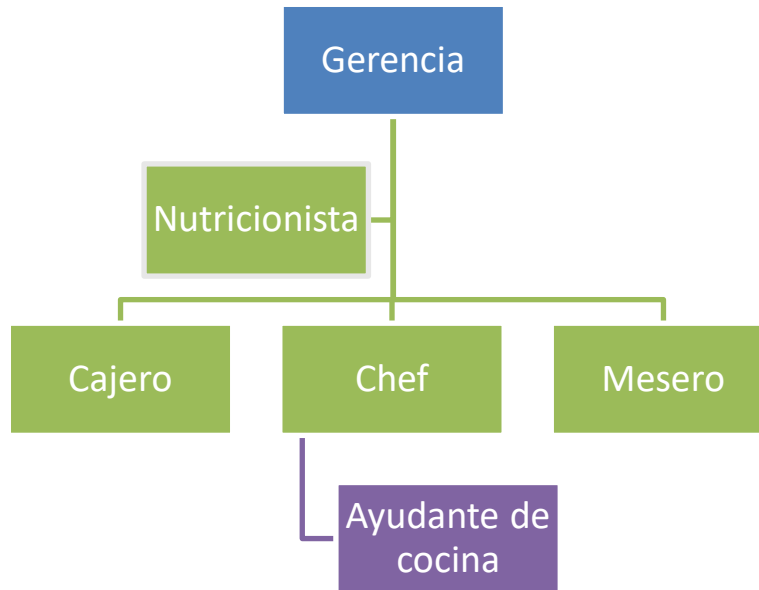 Gerencia
Nutricionista
Cajero
Chef
Mesero
Ayudante de
cocina